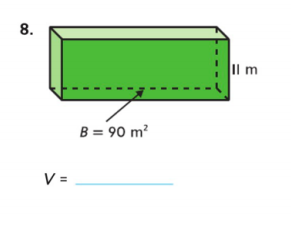 8.
11 m
B = 90 m²
V =